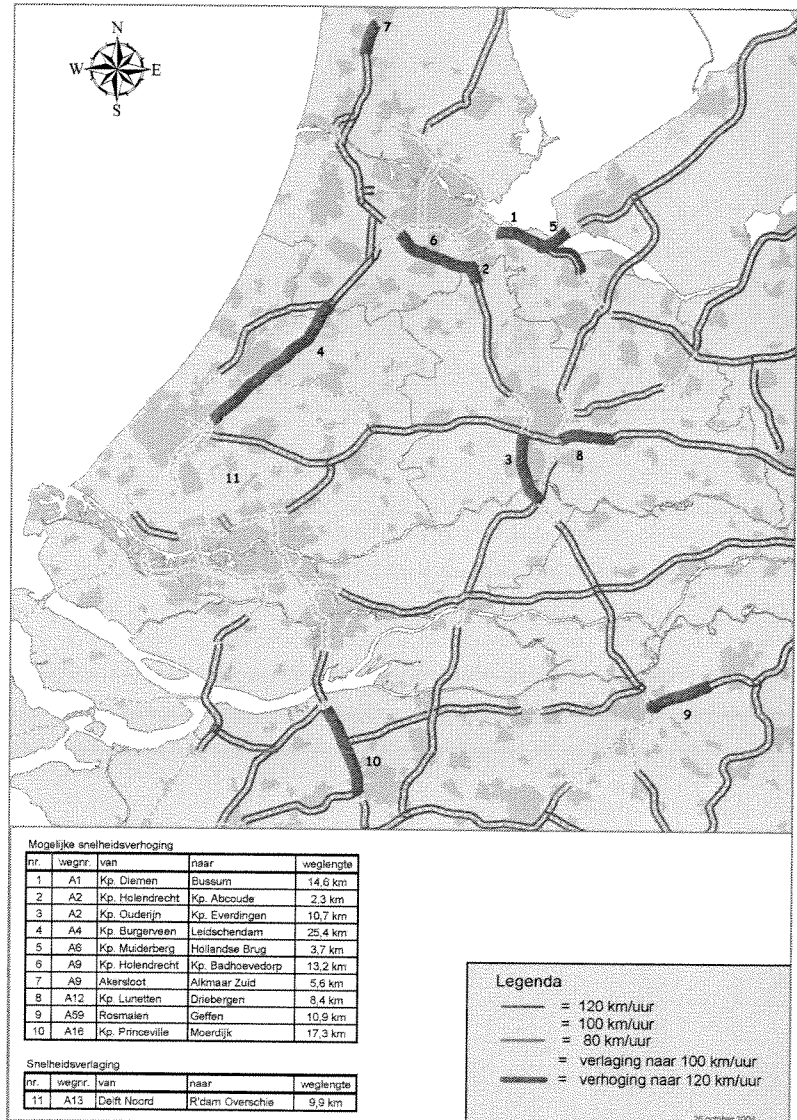 N
W E
S
7
1
5
6
2
4
3
8
11
9
10
Mogelijke snelheidsverhoging
nr. wegnr. van naar weglengte
1 A1 Kp. Diemen Bussum 14,6 km
2 A2 Kp. Holendrecht Kp. Abcoude 2,3 km
3 A2 Kp. Ouderijn Kp. Everdingen 10,7 km
4 A4 Kp. Burgerveen Leidschendam 25,4 km
5 A6 Kp. Muiderberg Hollandse Brug 3,7 km
6 A9 Kp. Holendrecht Kp. Badhoevedorp 13,2 km
7 A9 Akersloot Alkmaar Zuid 5,6 km
8 A12 Kp. Lunetten Driebergen 8,4 km
9 A59 Rosmalen Geffen 10,9 km
10 A16 Kp. Princeville Moerdijk 17,3 km
Snelheidsverlaging
nr. wegnr. van naar weglengte
11 A13 Delft Noord R'dam Overschie 9,9 km
Legenda
= 120 km/uur
= 100 km/uur
= 80 km/uur
= verlaging naar 100 km/uur
= verhoging naar 120 km/uur